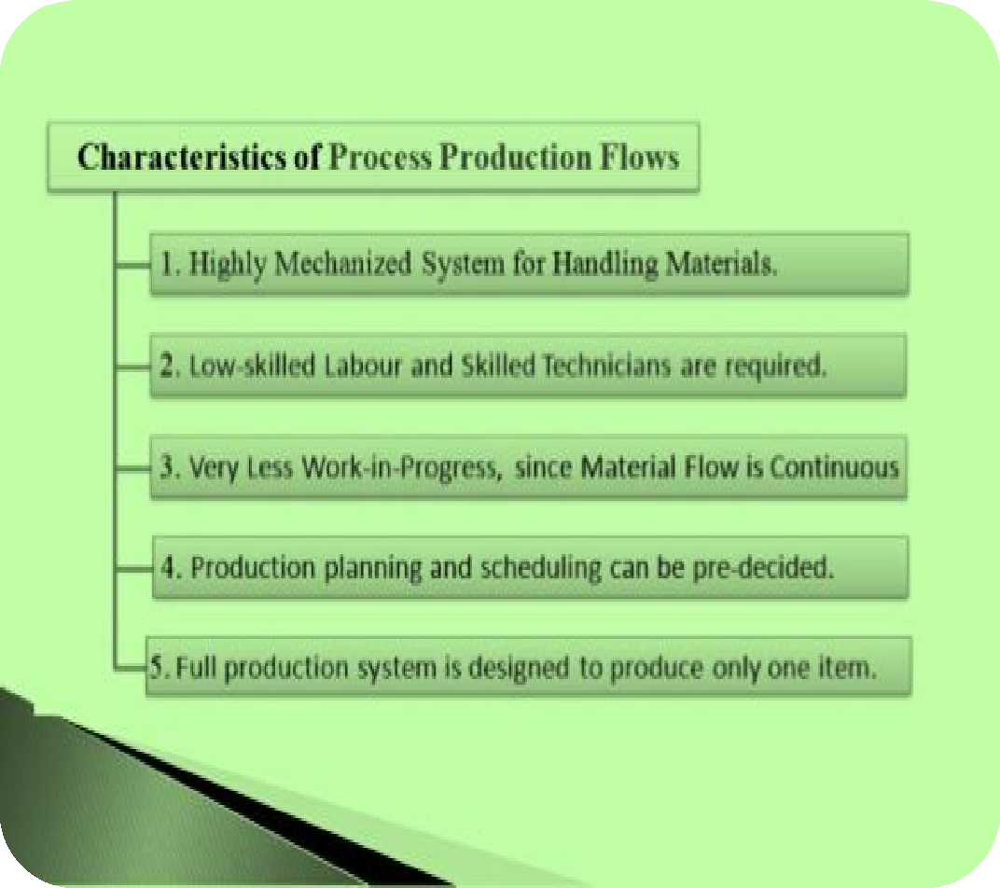 Characteristics of Process Production Flows
1. Highly Mechanized System for Handling Materials.
2. Low-skilled Labour and Skilled Technicians are required.
3. Very Less Work-in-Progress, since Material Flow is Continuous
4. Production planning and scheduling can be pre-decided.
5. Full production system is designed to produce only one item.